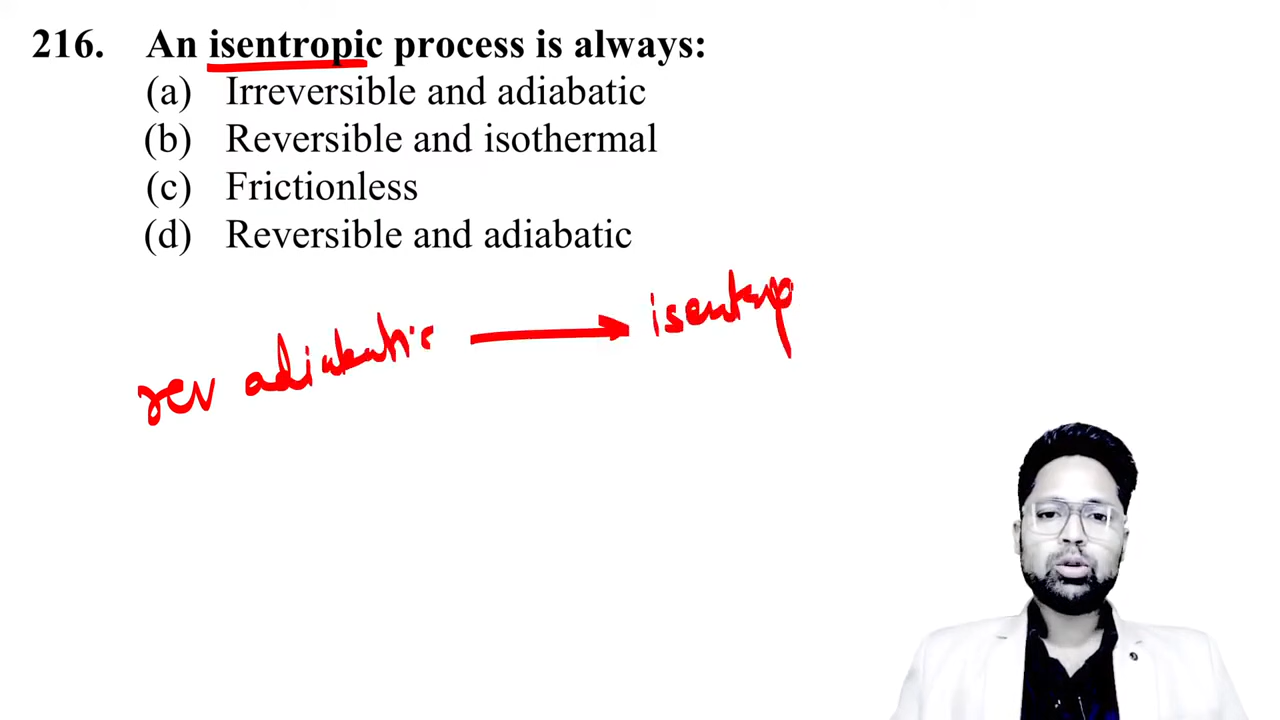 216. An isentropic process is always:
(a) Irreversible and adiabatic
(b) Reversible and isothermal
(c) Frictionless
(d) Reversible and adiabatic
rev adiabatic → isentrop